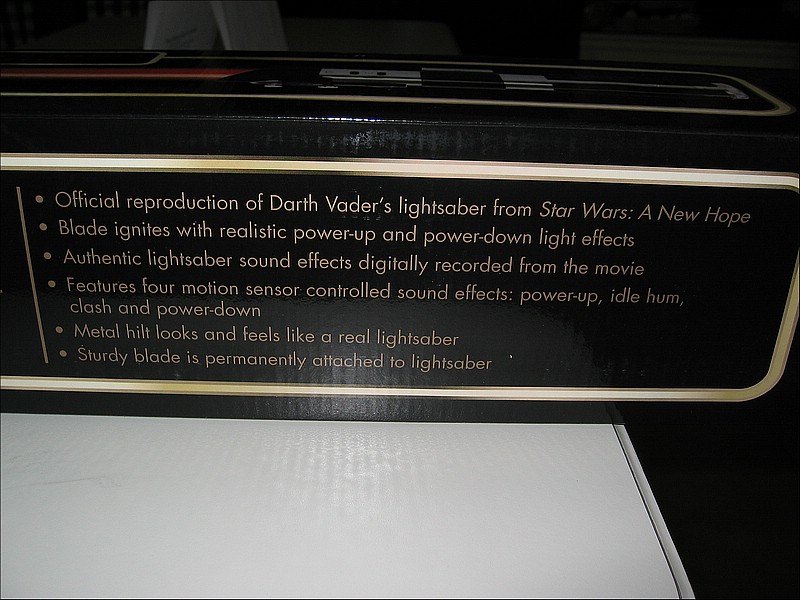 • Official reproduction of Darth Vader's lightsaber from Star Wars: A New Hope
• Blade ignites with realistic power-up and power-down light effects
• Authentic lightsaber sound effects digitally recorded from the movie
• Features four motion sensor controlled sound effects: power-up, idle hum,
clash and power-down
• Metal hilt looks and feels like a real lightsaber
• Sturdy blade is permanently attached to lightsaber